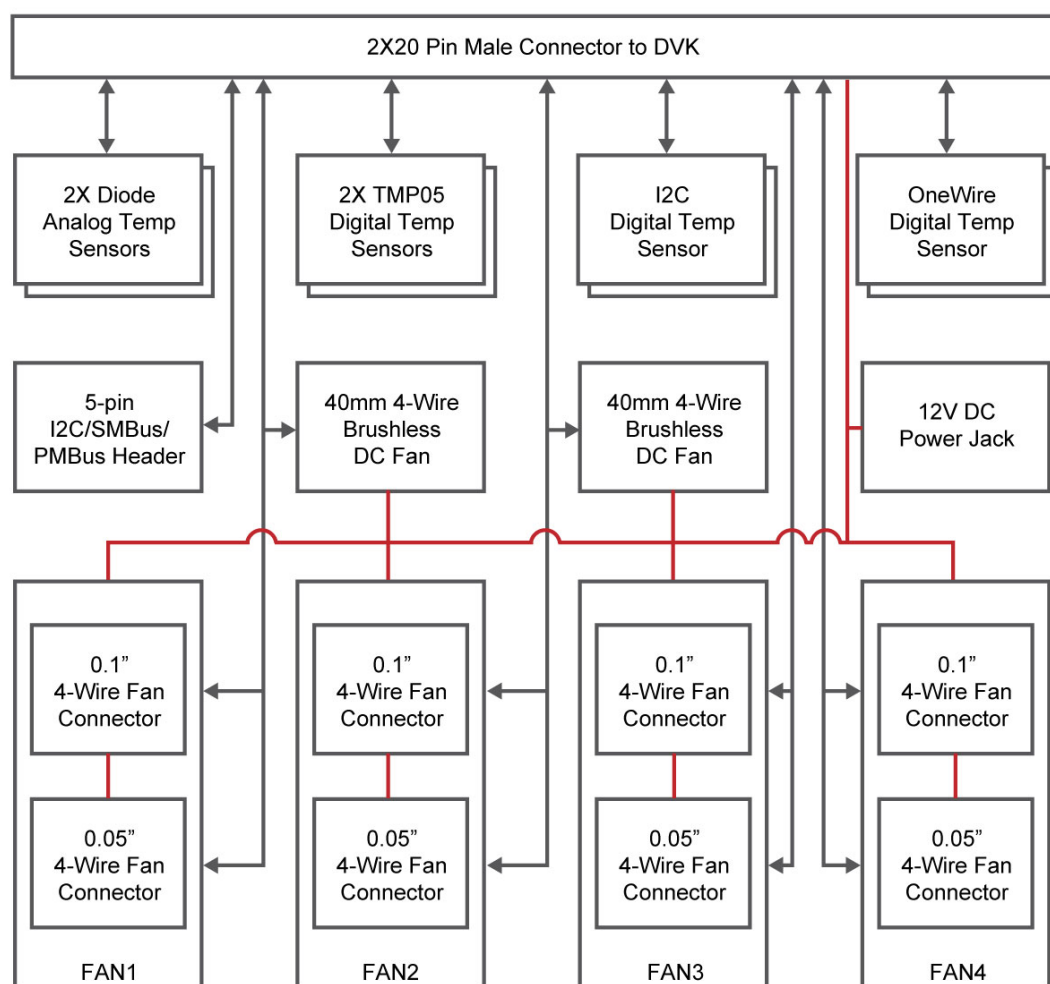 2X20 Pin Male Connector to DVK
2X Diode
Analog Temp
Sensors
2X TMP05
Digital Temp
Sensors
I2C
Digital Temp
Sensor
OneWire
Digital Temp
Sensor
5-pin
I2C/SMBus/
PMBus Header
40mm 4-Wire
Brushless
DC Fan
40mm 4-Wire
Brushless
DC Fan
12V DC
Power Jack
0.1”
4-Wire Fan
Connector
0.1”
4-Wire Fan
Connector
0.1”
4-Wire Fan
Connector
0.1”
4-Wire Fan
Connector
0.05”
4-Wire Fan
Connector
0.05”
4-Wire Fan
Connector
0.05”
4-Wire Fan
Connector
0.05”
4-Wire Fan
Connector
FAN1
FAN2
FAN3
FAN4